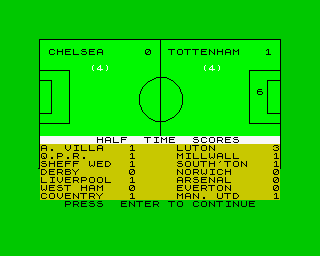 CHELSEA 0 TOTTENHAM 1
(4) (4)
6
HALF TIME SCORES
A. VILLA 1 LUTON 3
Q.P.R. 1 MILLWALL 1
SHEFF WED 1 SOUTH'TON 1
DERBY 0 NORWICH 0
LIVERPOOL 1 ARSENAL 0
WEST HAM 0 EVERTON 0
COVENTRY 1 MAN. UTD 1
PRESS ENTER TO CONTINUE